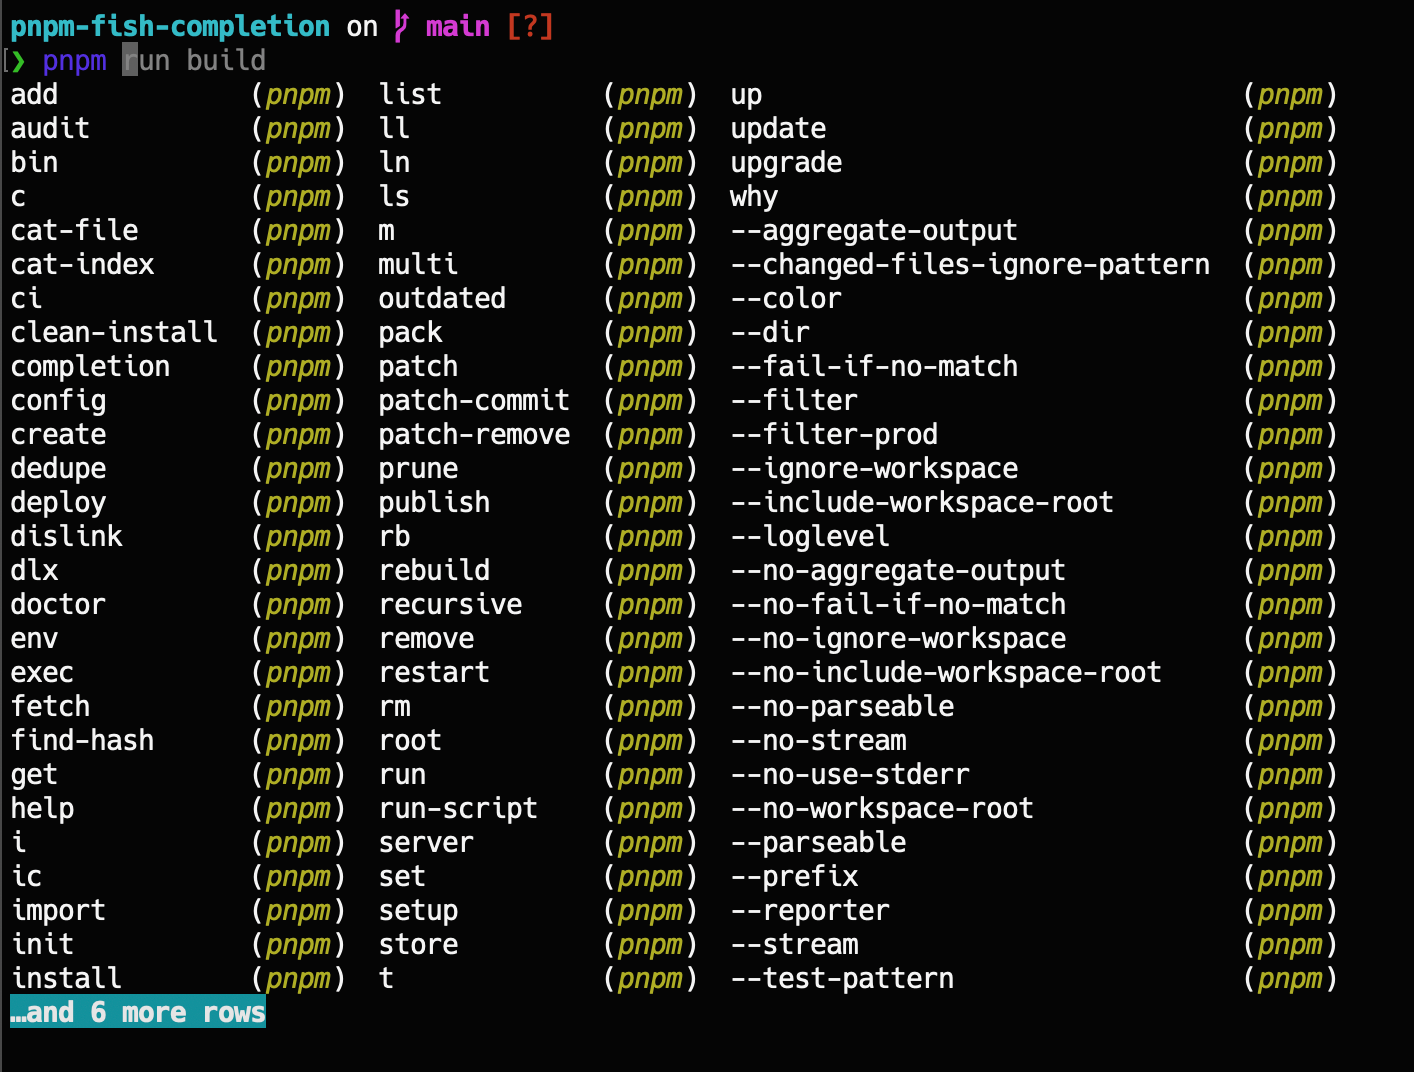 pnpm-fish-completion on main [?]
[❯ pnpm run build
add (pnpm) list (pnpm) up (pnpm)
audit (pnpm) ll (pnpm) update (pnpm)
bin (pnpm) ln (pnpm) upgrade (pnpm)
c (pnpm) ls (pnpm) why (pnpm)
cat-file (pnpm) m (pnpm) --aggregate-output (pnpm)
cat-index (pnpm) multi (pnpm) --changed-files-ignore-pattern (pnpm)
ci (pnpm) outdated (pnpm) --color (pnpm)
clean-install (pnpm) pack (pnpm) --dir (pnpm)
completion (pnpm) patch (pnpm) --fail-if-no-match (pnpm)
config (pnpm) patch-commit (pnpm) --filter (pnpm)
create (pnpm) patch-remove (pnpm) --filter-prod (pnpm)
dedupe (pnpm) prune (pnpm) --ignore-workspace (pnpm)
deploy (pnpm) publish (pnpm) --include-workspace-root (pnpm)
dislink (pnpm) rb (pnpm) --loglevel (pnpm)
dlx (pnpm) rebuild (pnpm) --no-aggregate-output (pnpm)
doctor (pnpm) recursive (pnpm) --no-fail-if-no-match (pnpm)
env (pnpm) remove (pnpm) --no-ignore-workspace (pnpm)
exec (pnpm) restart (pnpm) --no-include-workspace-root (pnpm)
fetch (pnpm) rm (pnpm) --no-parseable (pnpm)
find-hash (pnpm) root (pnpm) --no-stream (pnpm)
get (pnpm) run (pnpm) --no-use-stderr (pnpm)
help (pnpm) run-script (pnpm) --no-workspace-root (pnpm)
i (pnpm) server (pnpm) --parseable (pnpm)
ic (pnpm) set (pnpm) --prefix (pnpm)
import (pnpm) setup (pnpm) --reporter (pnpm)
init (pnpm) store (pnpm) --stream (pnpm)
install (pnpm) t (pnpm) --test-pattern (pnpm)
…and 6 more rows